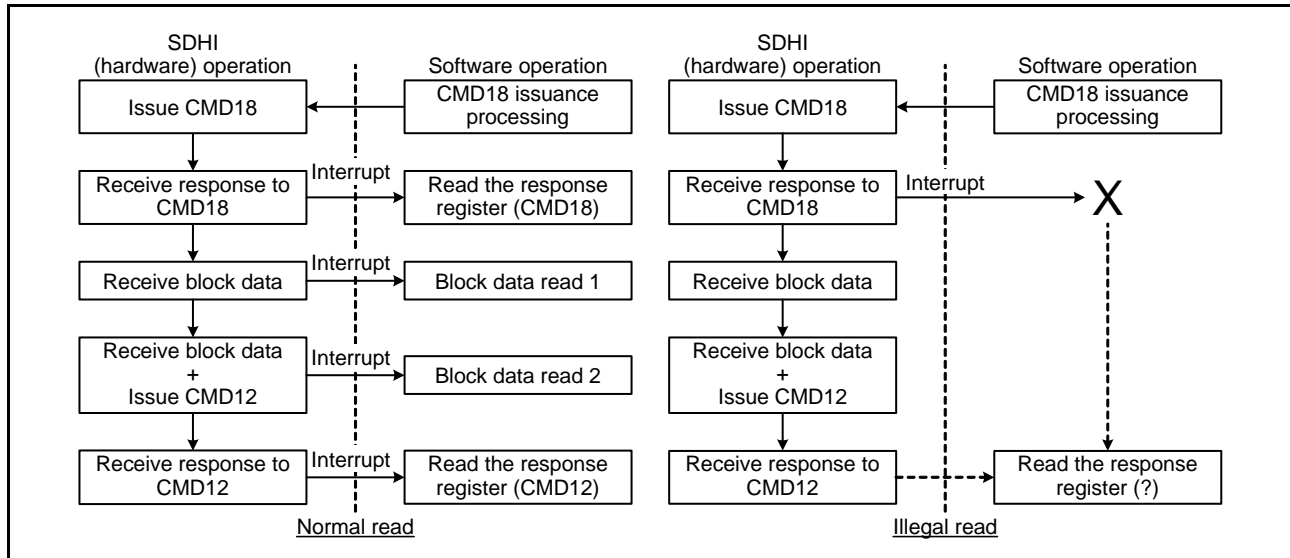 SDHI
(hardware) operation
Software operation
Issue CMD18
CMD18 issuance
processing
Receive response to
CMD18
Interrupt
Read the response
register (CMD18)
Receive block data
Interrupt
Block data read 1
Receive block data
+
Issue CMD12
Interrupt
Block data read 2
Receive response to
CMD12
Interrupt
Read the response
register (CMD12)
Normal read
SDHI
(hardware) operation
Software operation
Issue CMD18
CMD18 issuance
processing
Receive response to
CMD18
Interrupt
X
Receive block data
Receive block data
+
Issue CMD12
Receive response to
CMD12
Read the response
register (?)
Illegal read